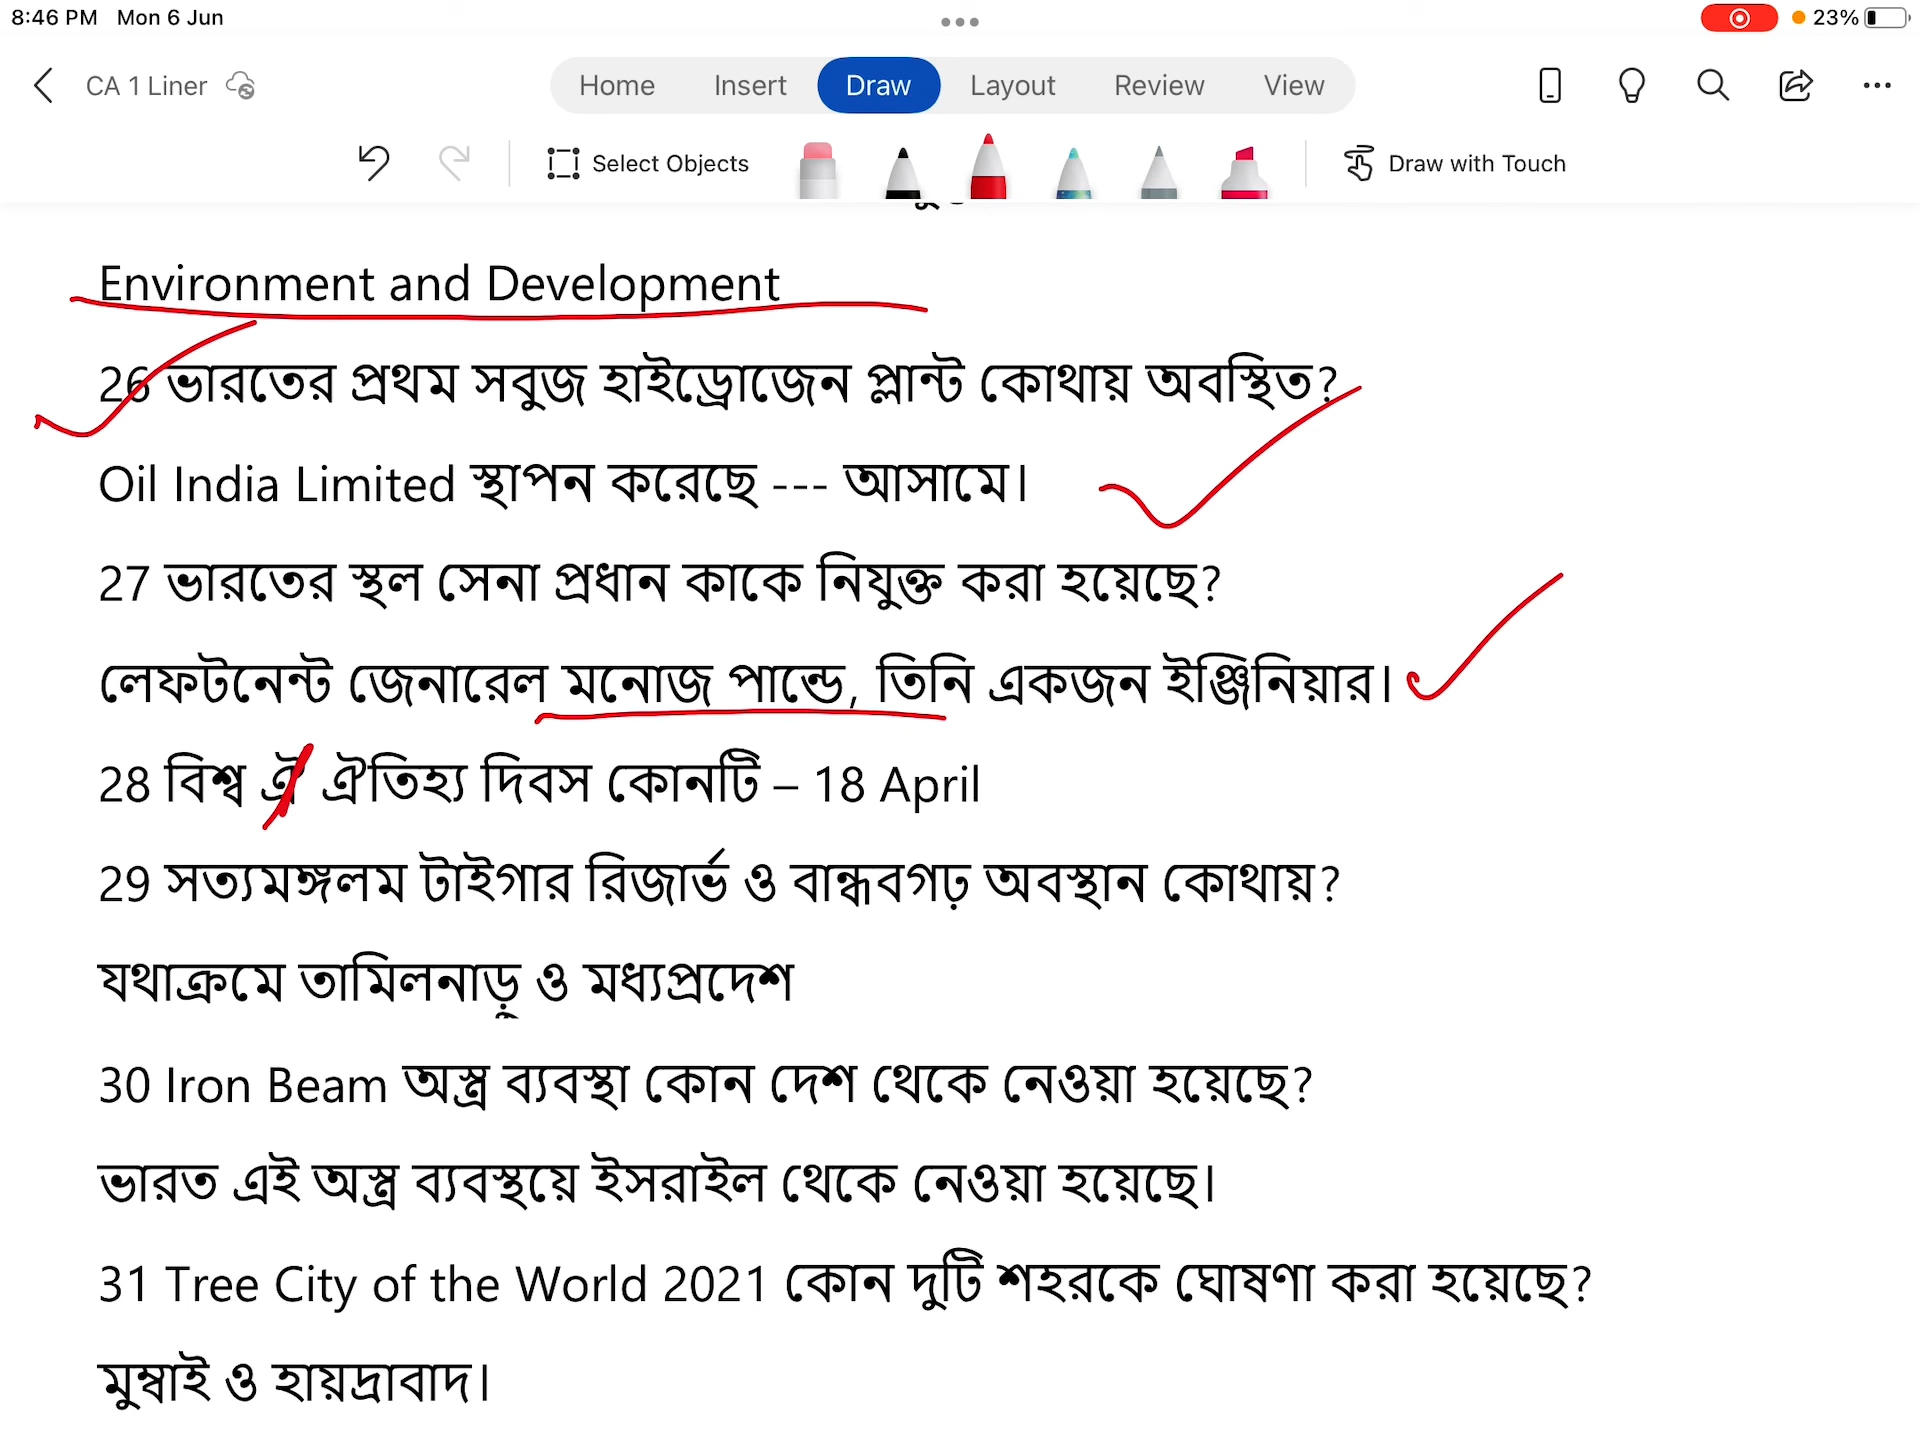 8:46 PM Mon 6 Jun 23%
CA 1 Liner Home Insert Draw Layout Review View
Select Objects Draw with Touch
Environment and Development
26 ভারতের প্রথম সবুজ হাইড্রোজেন প্লান্ট কোথায় অবস্থিত?
Oil India Limited স্থাপন করেছে --- আসামে।
27 ভারতের স্থল সেনা প্রধান কাকে নিযুক্ত করা হয়েছে?
লেফটনেন্ট জেনারেল মনোজ পান্ডে, তিনি একজন ইঞ্জিনিয়ার।
28 বিশ্ব ঐ ঐতিহ্য দিবস কোনটি – 18 April
29 সত্যমঙ্গলম টাইগার রিজার্ভ ও বান্ধবগঢ় অবস্থান কোথায়?
যথাক্রমে তামিলনাড়ু ও মধ্যপ্রদেশ
30 Iron Beam অস্ত্র ব্যবস্থা কোন দেশ থেকে নেওয়া হয়েছে?
ভারত এই অস্ত্র ব্যবস্থয়ে ইসরাইল থেকে নেওয়া হয়েছে।
31 Tree City of the World 2021 কোন দুটি শহরকে ঘোষণা করা হয়েছে?
মুম্বাই ও হায়দ্রাবাদ।